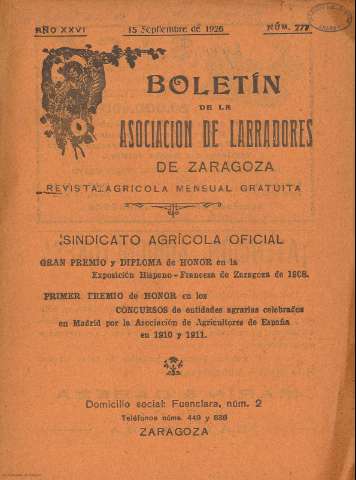 AÑO XXVI 15 Septiembre de 1926 NÚM. 777
BOLETÍN
DE LA
ASOCIACION DE LABRADORES
DE ZARAGOZA
REVISTA AGRICOLA MENSUAL GRATUITA
SINDICATO AGRÍCOLA OFICIAL
GRAN PREMIO y DIPLOMA de HONOR en la
Exposición Hispano-Francesa de Zaragoza de 1908.
PRIMER PREMIO de HONOR en los
CONCURSOS de entidades agrarias celebrados
en Madrid por la Asociación de Agricultores de España
en 1910 y 1911.
Domicilio social: Fuenclara, núm. 2
Teléfonos núms. 449 y 686
ZARAGOZA